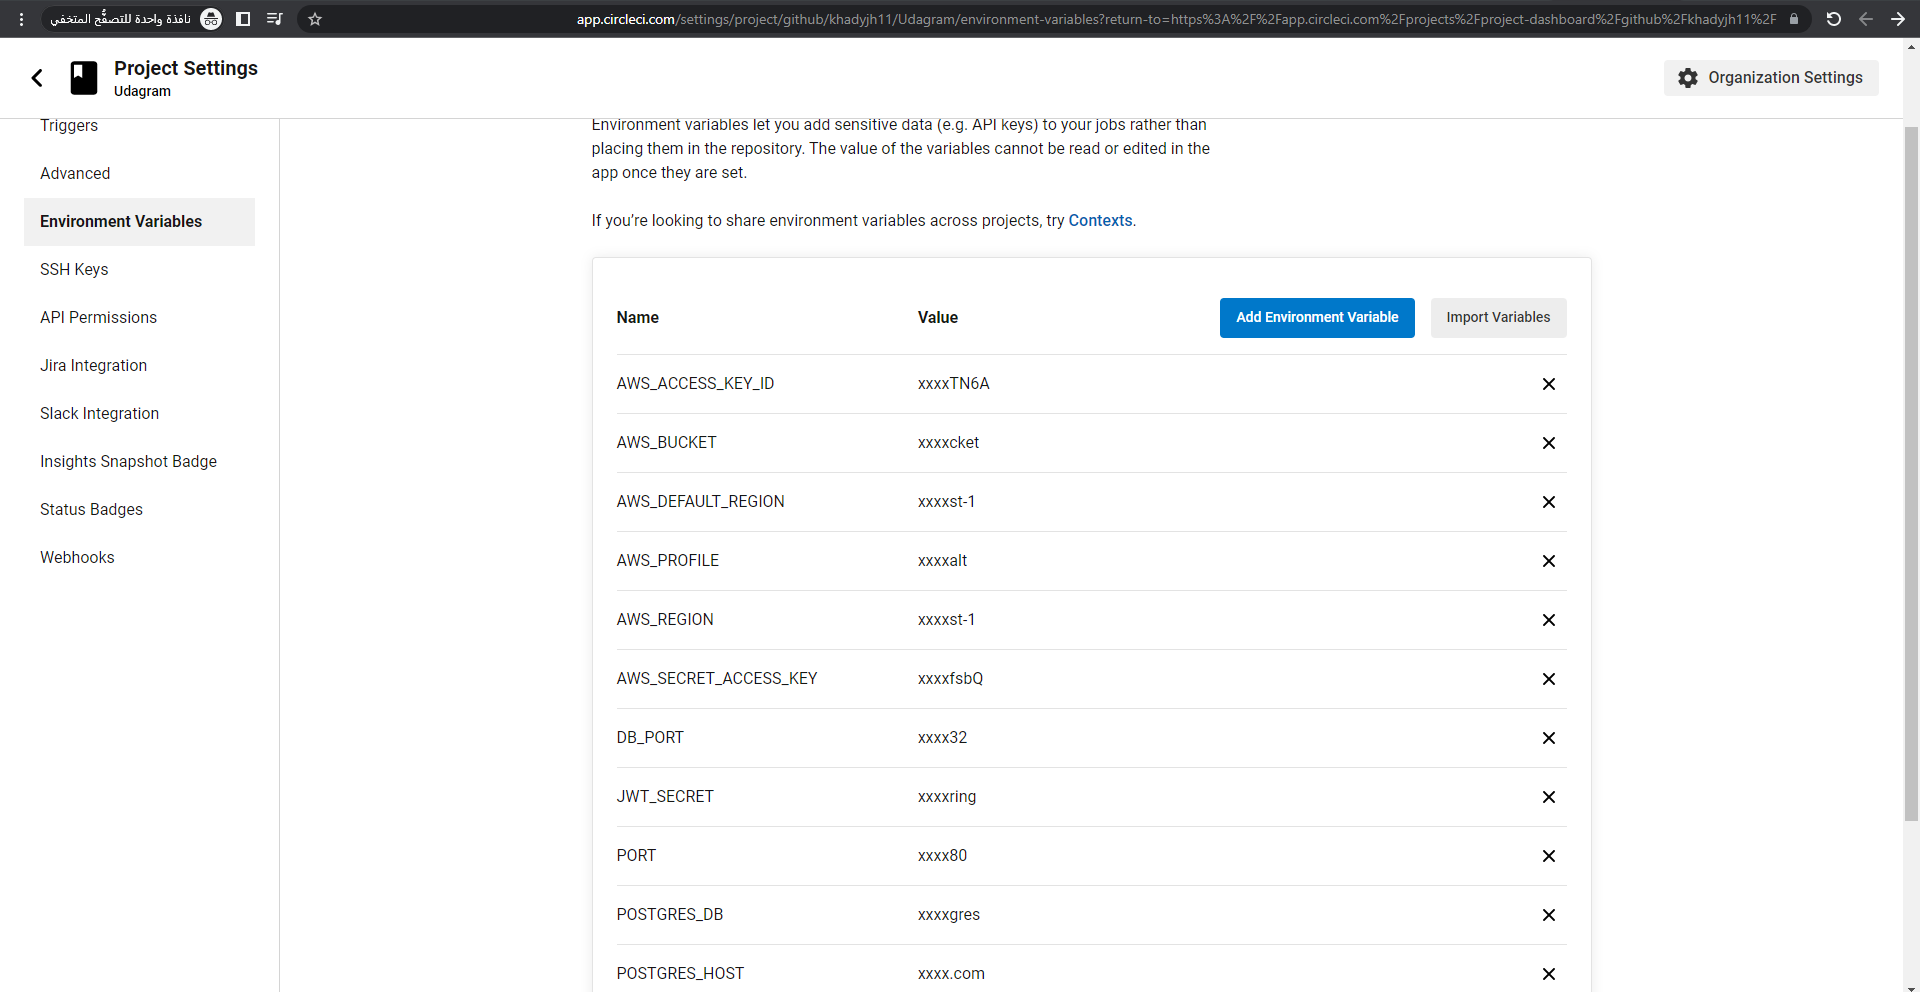 نافذة واحدة للتصفُّح المتخفي
app.circleci.com/settings/project/github/khadyjh11/Udagram/environment-variables?return-to=https%3A%2F%2Fapp.circleci.com%2Fprojects%2Fproject-dashboard%2Fgithub%2Fkhadyjh11%2F
Project Settings
Udagram
Organization Settings
Triggers
Advanced
Environment Variables
SSH Keys
API Permissions
Jira Integration
Slack Integration
Insights Snapshot Badge
Status Badges
Webhooks
Environment variables let you add sensitive data (e.g. API keys) to your jobs rather than
placing them in the repository. The value of the variables cannot be read or edited in the
app once they are set.
If you’re looking to share environment variables across projects, try Contexts.
Name Value Add Environment Variable Import Variables
AWS_ACCESS_KEY_ID xxxxTN6A
AWS_BUCKET xxxxcket
AWS_DEFAULT_REGION xxxxst-1
AWS_PROFILE xxxxalt
AWS_REGION xxxxst-1
AWS_SECRET_ACCESS_KEY xxxxfsbQ
DB_PORT xxxx32
JWT_SECRET xxxxring
PORT xxxx80
POSTGRES_DB xxxxgres
POSTGRES_HOST xxxx.com